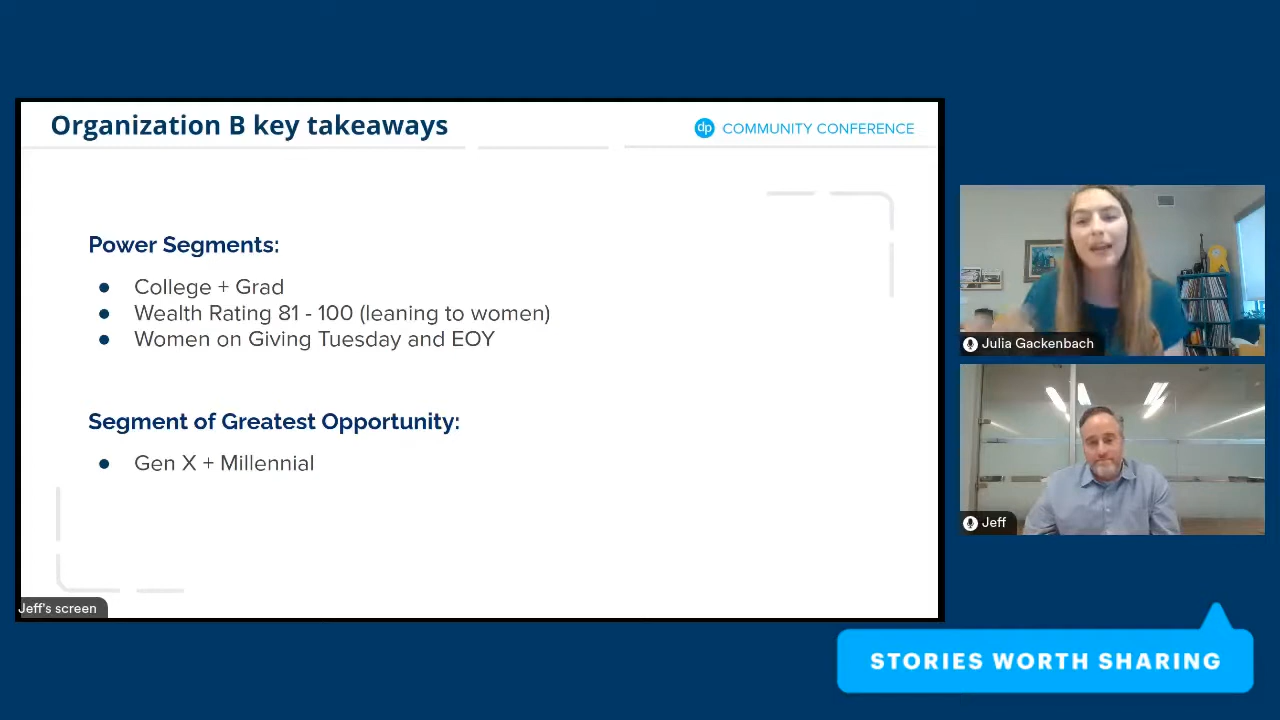 Organization B key takeaways
dp COMMUNITY CONFERENCE
Power Segments:
● College + Grad
● Wealth Rating 81 - 100 (leaning to women)
● Women on Giving Tuesday and EOY
Segment of Greatest Opportunity:
● Gen X + Millennial
Jeff's screen
Julia Gackenbach
Jeff
STORIES WORTH SHARING